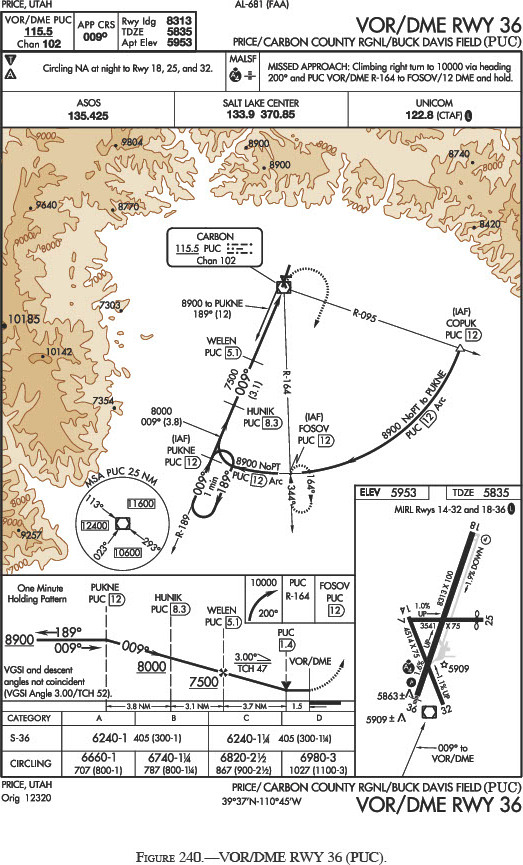 PRICE, UTAH
AL-681 (FAA)
VOR/DME PUC
115.5
Chan 102
APP CRS
009°
Rwy ldg 8313
TDZE 5835
Apt Elev 5953
VOR/DME RWY 36
PRICE/CARBON COUNTY RGNL/BUCK DAVIS FIELD (PUC)
T
A
Circling NA at night to Rwy 18, 25, and 32.
MALSF
MISSED APPROACH: Climbing right turn to 10000 via heading
200° and PUC VOR/DME R-164 to FOSOV/12 DME and hold.
ASOS
135.425
SALT LAKE CENTER
133.9 370.85
UNICOM
122.8 (CTAF)
9000
9804
8900
8900
8740
9640
8770
8420
CARBON
115.5 PUC
Chan 102
7303
8900 to PUKNE
189° (12)
R-095
(IAF)
COPUK
PUC 12
10185
WELEN
PUC 5.1
10142
7500
009°
(3.1)
R-164
8900 NoPT to PUKNE
PUC 12 Arc
7354
8000
009° (3.8)
HUNIK
PUC 8.3
(IAF)
FOSOV
PUC 12
(IAF)
PUKNE
PUC 12
8900 NoPT
PUC 12 Arc
009°
1 min
189°
344°
164°
R-189
MSA PUC 25 NM
113°
11600
12400
10600
023°
293°
9257
ELEV 5953
TDZE 5835
MIRL Rwys 14-32 and 18-36
18
1.9% DOWN
8313 X 100
14
7
1.0%
UP
3541 X 75
25
4514 X 75
UP
1.6%
UP
5909
1.1% UP
5863 ±
5909 ±
36
32
009° to
VOR/DME
One Minute
Holding Pattern
PUKNE
PUC 12
HUNIK
PUC 8.3
WELEN
PUC 5.1
10000
200°
PUC
R-164
FOSOV
PUC
12
8900
189°
009°
009°
8000
7500
3.00°
TCH 47
PUC
1.4
VOR/DME
VGSI and descent
angles not coincident
(VGSI Angle 3.00/TCH 52).
3.8 NM
3.1 NM
3.7 NM
1.5
CATEGORY A B C D
S-36 6240-1 405 (300-1) 6240-1¼ 405 (300-1¼)
CIRCLING 6660-1 6740-1¼ 6820-2½ 6980-3
707 (800-1) 787 (800-1¼) 867 (900-2½) 1027 (1100-3)
PRICE, UTAH
Orig 12320
39°37'N-110°45'W
PRICE/CARBON COUNTY RGNL/BUCK DAVIS FIELD (PUC)
VOR/DME RWY 36
FIGURE 240.—VOR/DME RWY 36 (PUC).